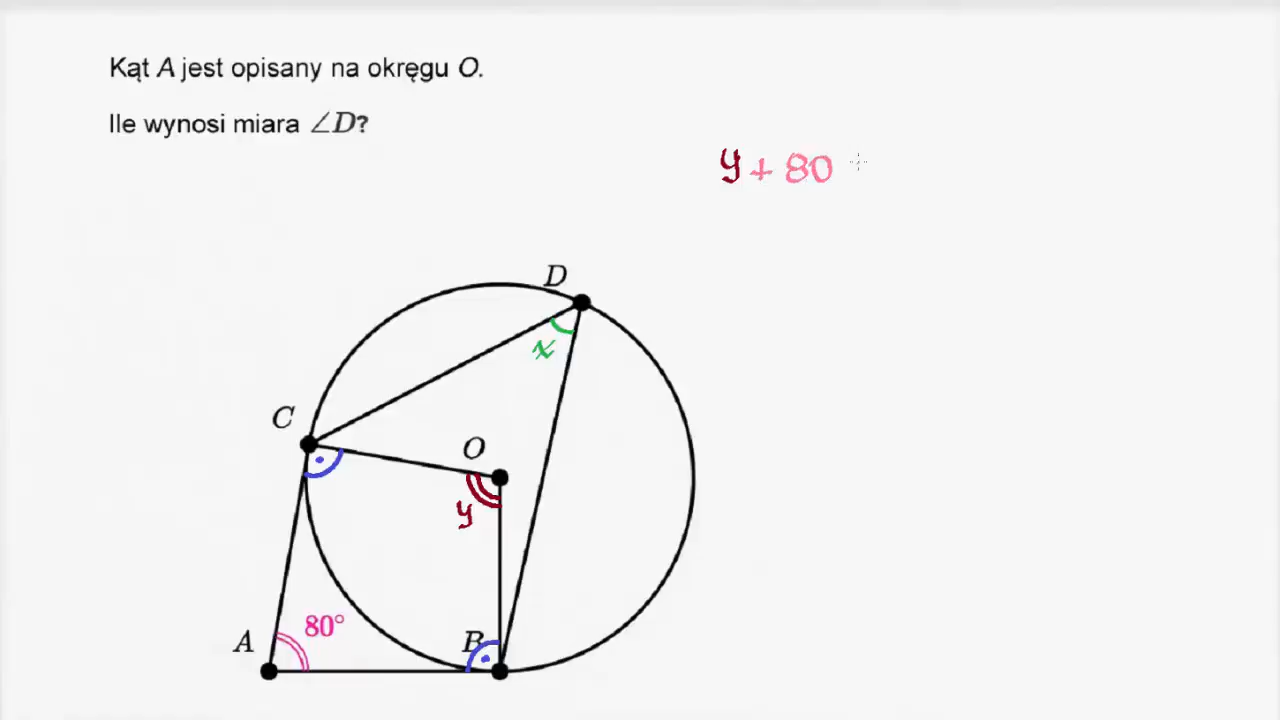 Kąt A jest opisany na okręgu O.
Ile wynosi miara ∠D?
y + 80
D
x
C
O
y
80°
A
B